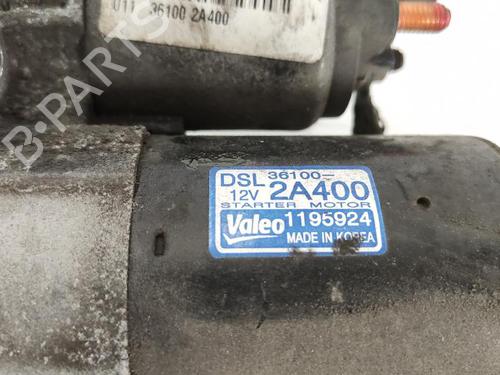 011 36100 2A400
B-PARTS
DSL 36100-
12V 2A400
STARTER MOTOR
Valeo 1195924
MADE IN KOREA